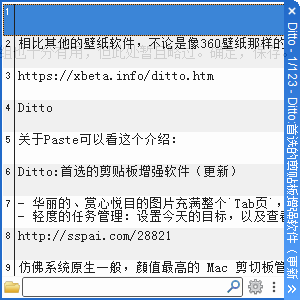 1
2 相比其他的壁纸软件，不论是像360壁纸那样的
3 https://xbeta.info/ditto.htm
4 Ditto
5 关于Paste可以看这个介绍：
6 Ditto:首选的剪贴板增强软件（更新）
7 - 华丽的、赏心悦目的图片充满整个`Tab页`，
- 轻度的任务管理：设置今天的目标，以及查看
8 http://sspai.com/28821
9 仿佛系统原生一般，颜值最高的 Mac 剪切板管
Ditto - 1/123 - Ditto:首选的剪贴板增强软件（更新